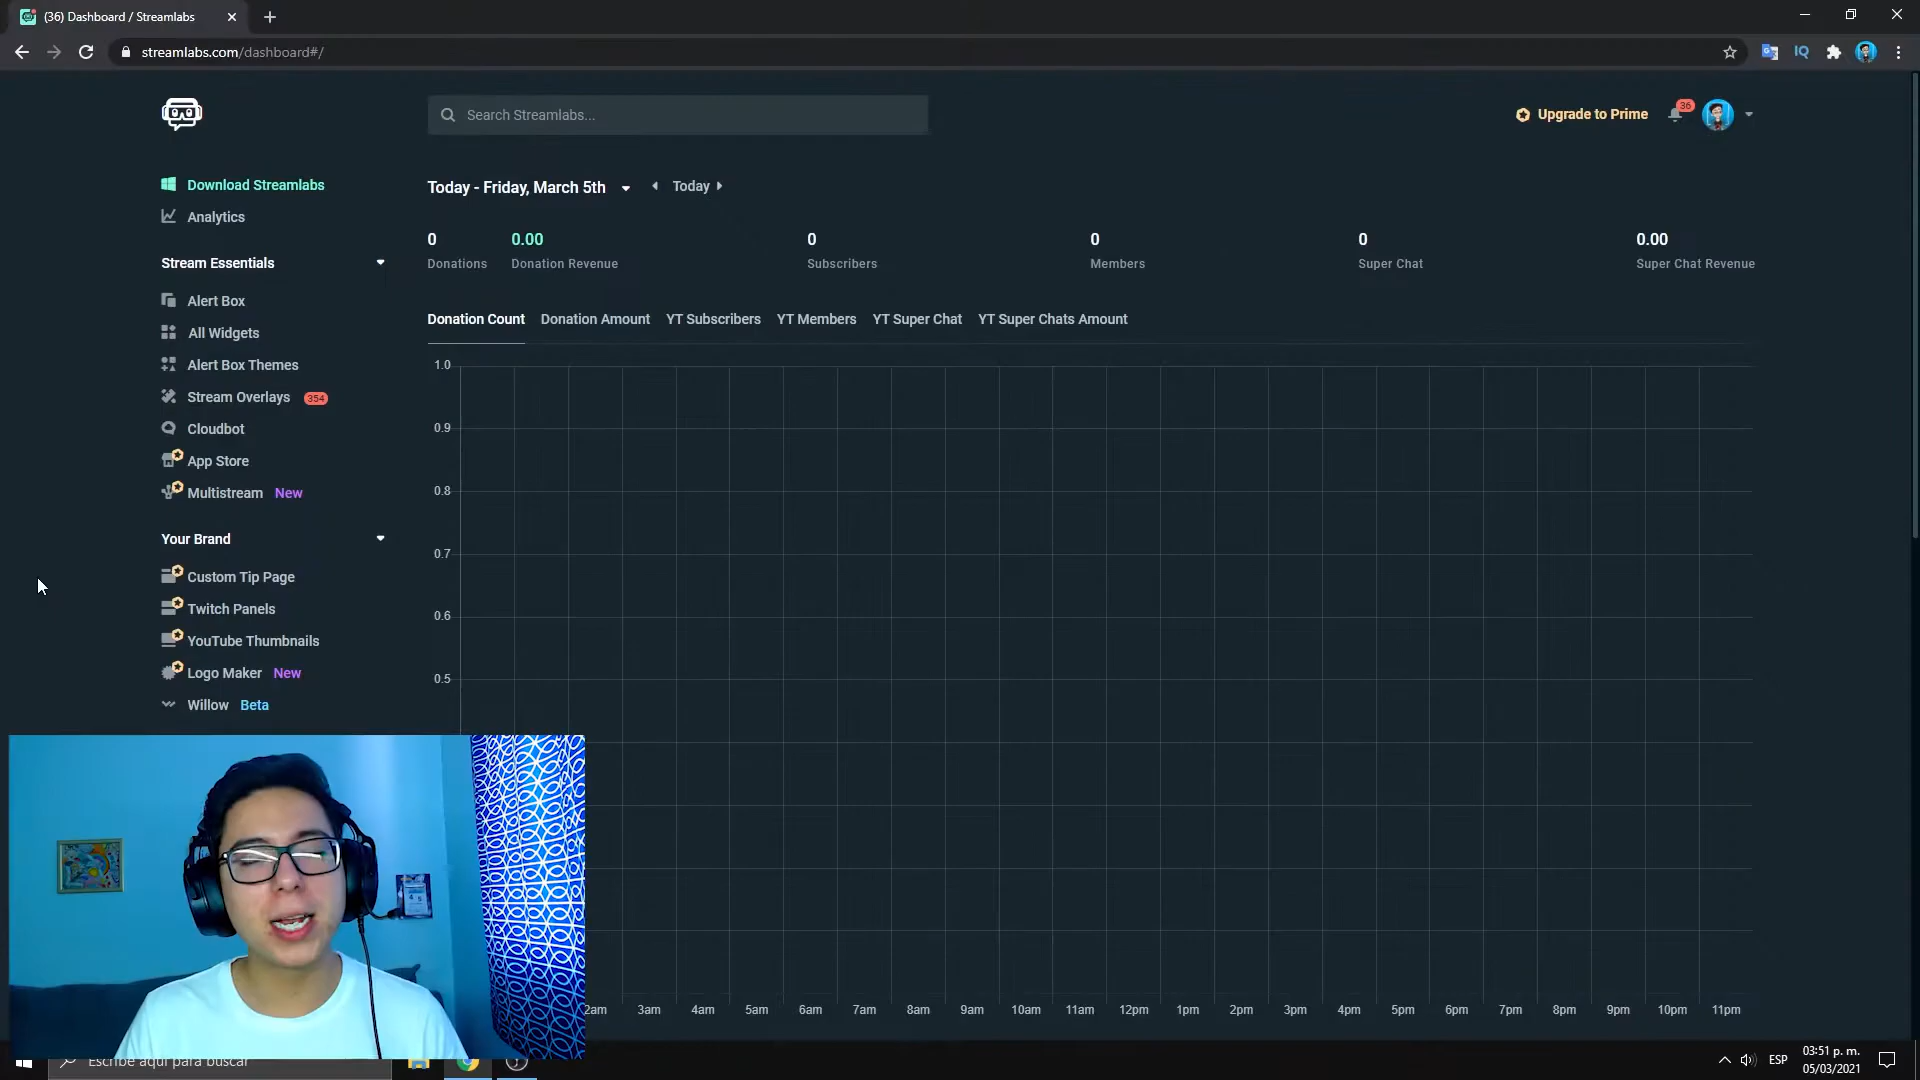 (36) Dashboard / Streamlabs
streamlabs.com/dashboard#/
Search Streamlabs...
Upgrade to Prime
36
Download Streamlabs
Analytics
Stream Essentials
Alert Box
All Widgets
Alert Box Themes
Stream Overlays 354
Cloudbot
App Store
Multistream New
Your Brand
Custom Tip Page
Twitch Panels
YouTube Thumbnails
Logo Maker New
Willow Beta
Today - Friday, March 5th
Today
0 0.00 0 0 0 0.00
Donations Donation Revenue Subscribers Members Super Chat Super Chat Revenue
Donation Count Donation Amount YT Subscribers YT Members YT Super Chat YT Super Chats Amount
1.0
0.9
0.8
0.7
0.6
0.5
2am 3am 4am 5am 6am 7am 8am 9am 10am 11am 12pm 1pm 2pm 3pm 4pm 5pm 6pm 7pm 8pm 9pm 10pm 11pm
Escribe aquí para buscar
ESP
03:51 p. m.
05/03/2021